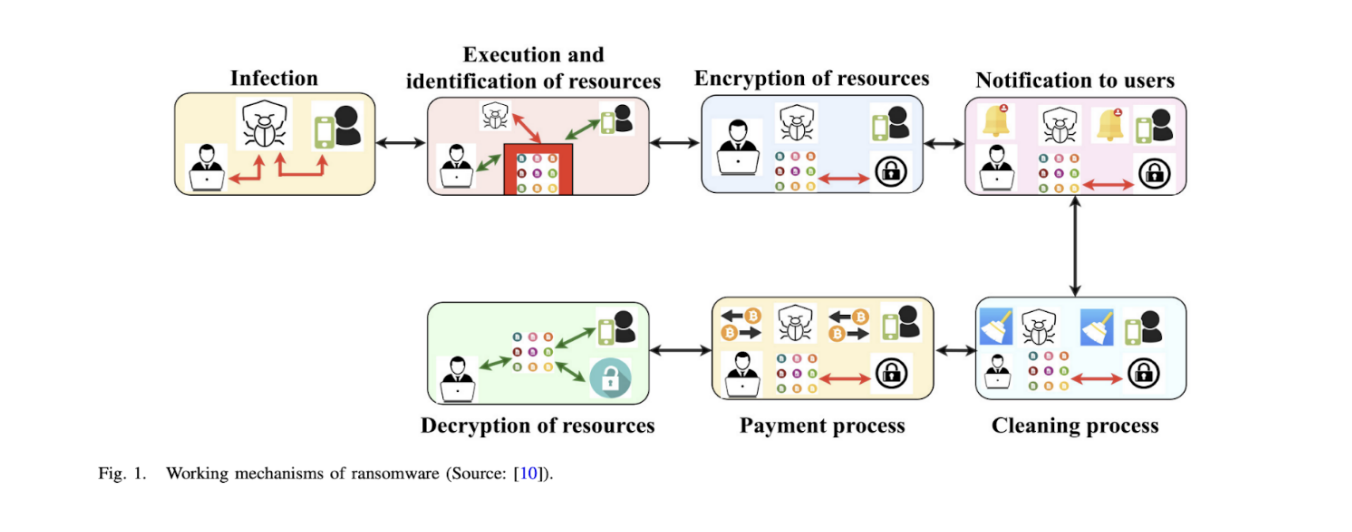 Execution and
Infection
identification of resources
Encryption of resources
Notification to users
Decryption of resources
Payment process
Cleaning process
Fig. 1. Working mechanisms of ransomware (Source: [10]).